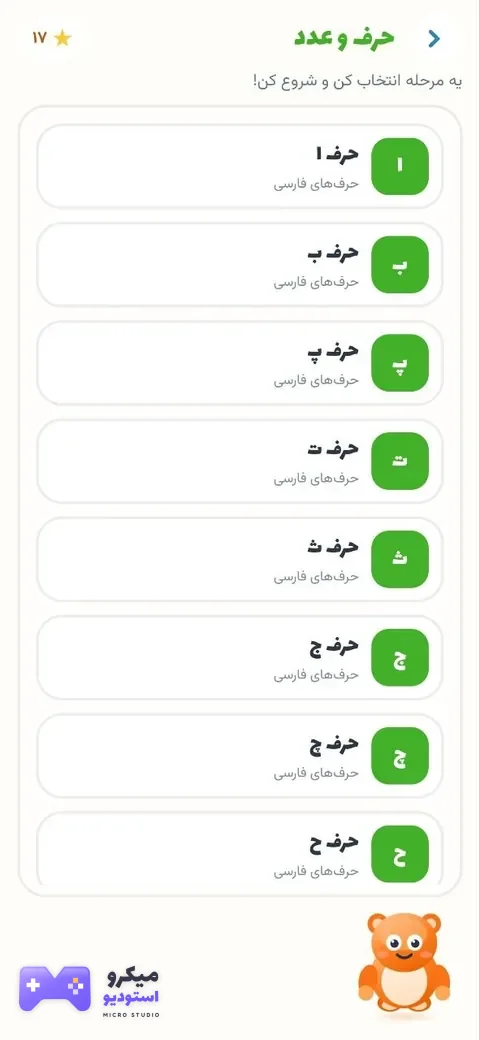 حرف و عدد
۱۷
یه مرحله انتخاب کن و شروع کن!
ا
حرف ا
حرف‌های فارسی
ب
حرف ب
حرف‌های فارسی
پ
حرف پ
حرف‌های فارسی
ت
حرف ت
حرف‌های فارسی
ث
حرف ث
حرف‌های فارسی
ج
حرف ج
حرف‌های فارسی
چ
حرف چ
حرف‌های فارسی
ح
حرف ح
حرف‌های فارسی
میکرو
استودیو
MICRO STUDIO